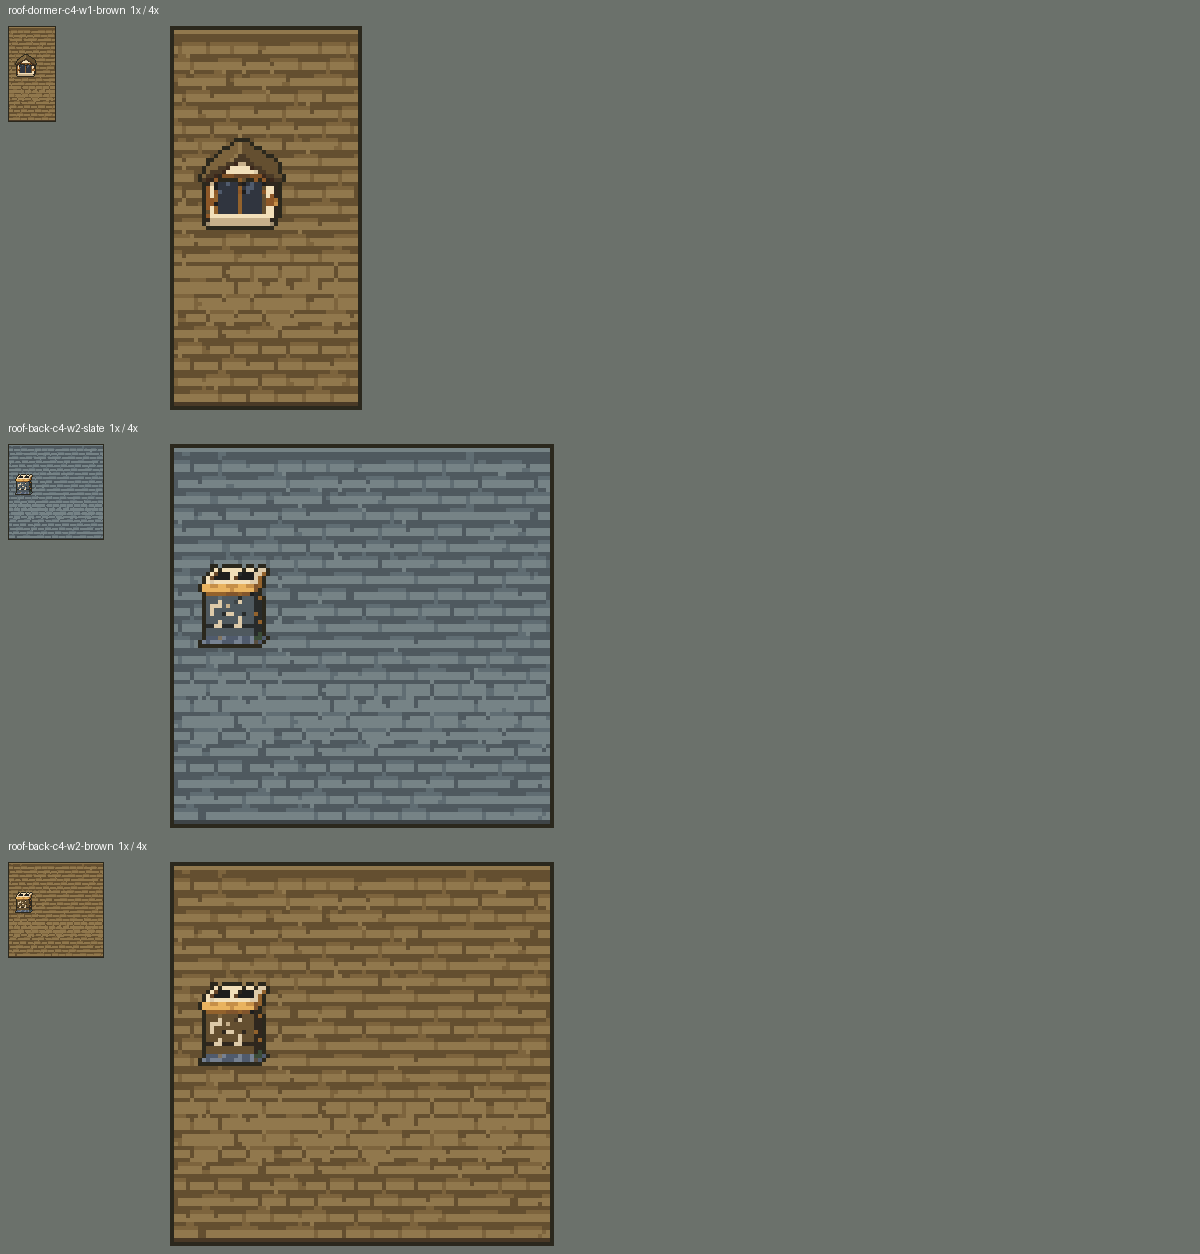 roof-dormer-c4-w1-brown 1x / 4x
roof-back-c4-w2-slate 1x / 4x
roof-back-c4-w2-brown 1x / 4x